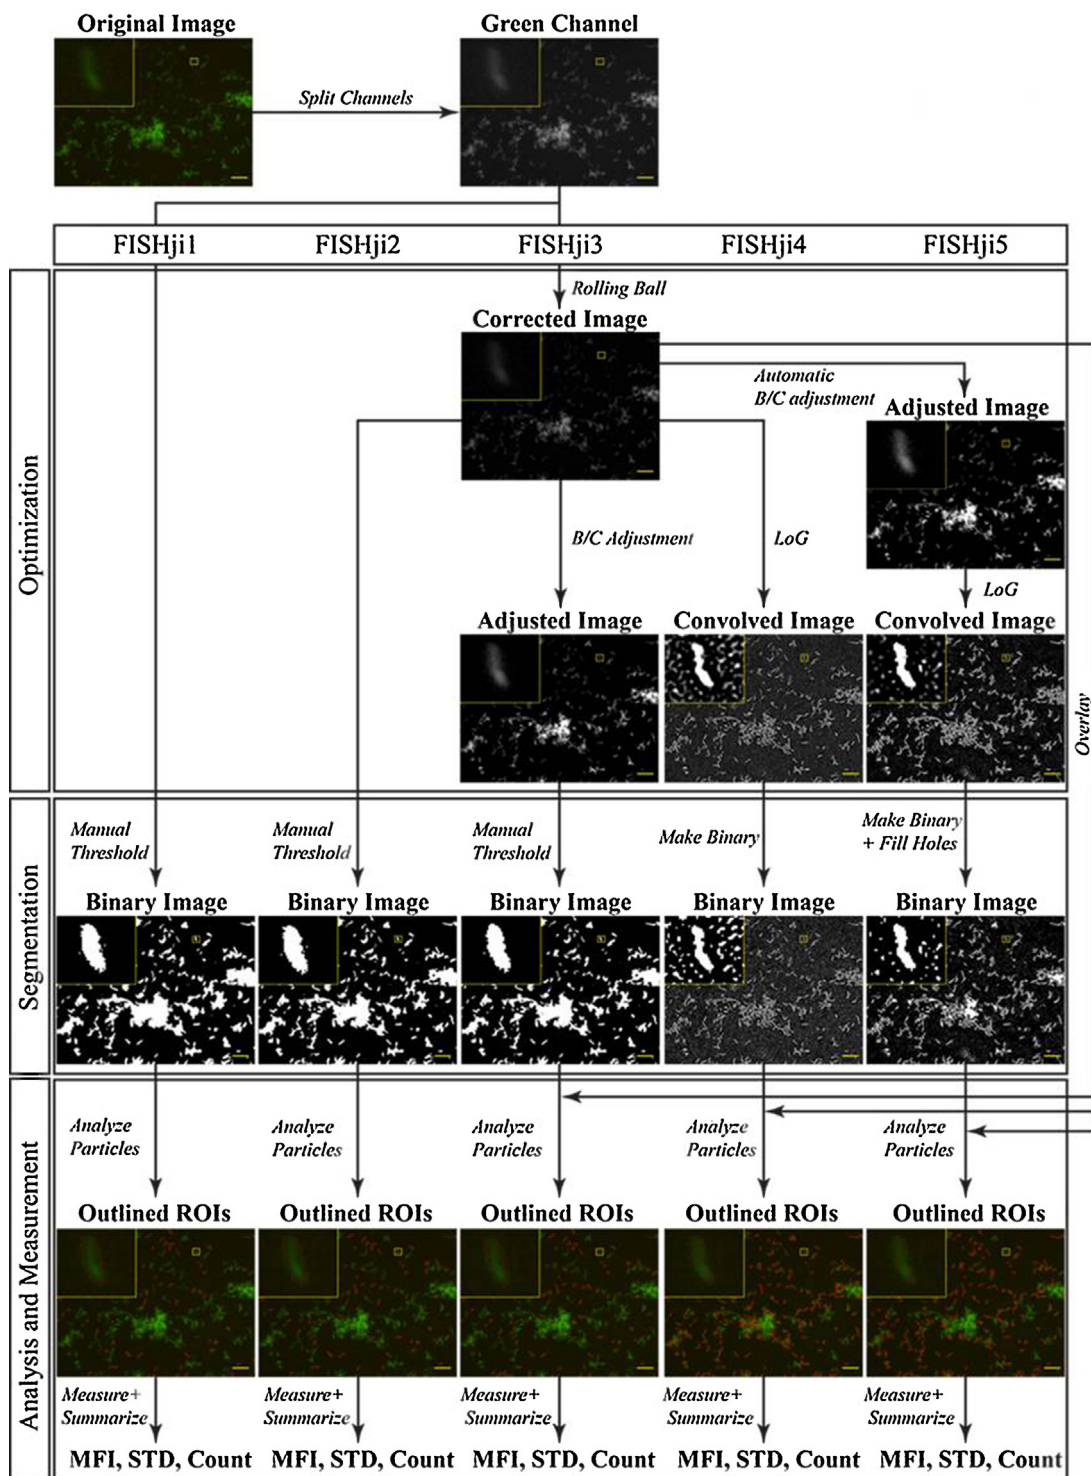 Original Image
Green Channel
Split Channels
FISHji1
FISHji2
FISHji3
FISHji4
FISHji5
Optimization
Rolling Ball
Corrected Image
Automatic
B/C adjustment
Adjusted Image
B/C Adjustment
LoG
LoG
Adjusted Image
Convolved Image
Convolved Image
Overlay
Segmentation
Manual
Threshold
Manual
Threshold
Manual
Threshold
Make Binary
Make Binary
+ Fill Holes
Binary Image
Binary Image
Binary Image
Binary Image
Binary Image
Analysis and Measurement
Analyze
Particles
Analyze
Particles
Analyze
Particles
Analyze
Particles
Analyze
Particles
Outlined ROIs
Outlined ROIs
Outlined ROIs
Outlined ROIs
Outlined ROIs
Measure+
Summarize
Measure+
Summarize
Measure+
Summarize
Measure+
Summarize
Measure+
Summarize
MFI, STD, Count
MFI, STD, Count
MFI, STD, Count
MFI, STD, Count
MFI, STD, Count